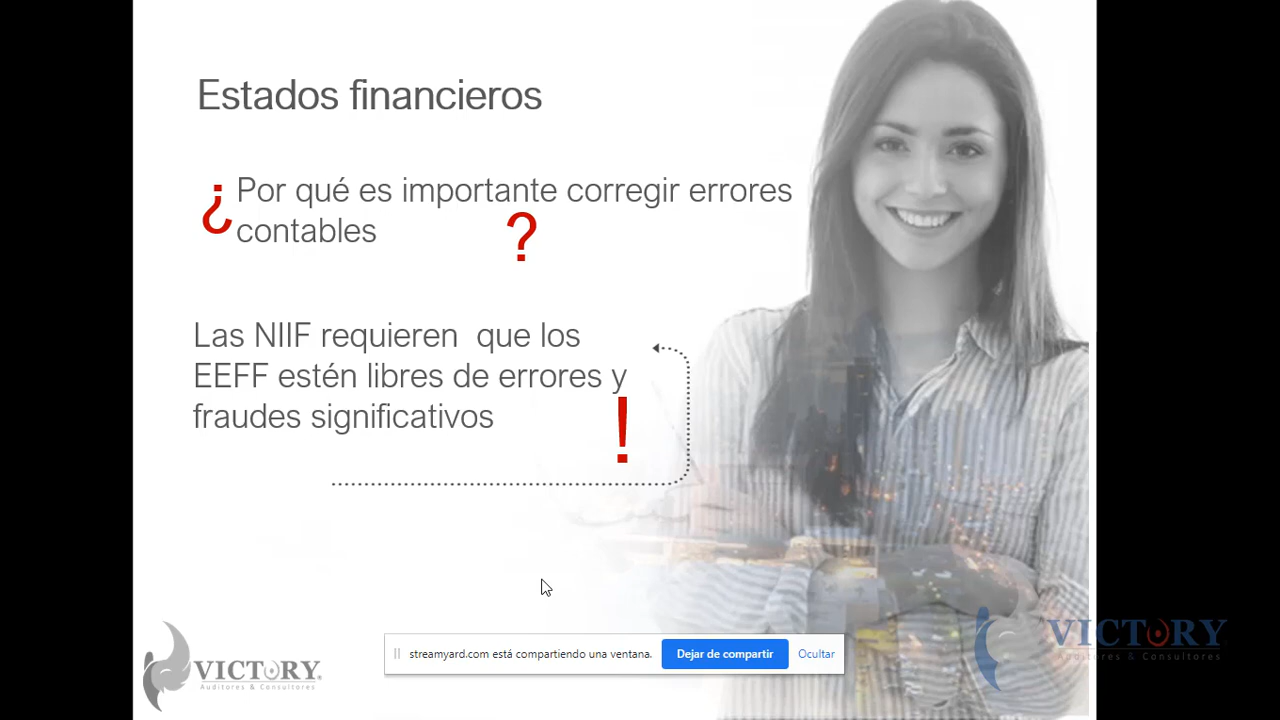 Estados financieros
¿Por qué es importante corregir errores
contables ?
Las NIIF requieren que los
EEFF estén libres de errores y
fraudes significativos !
streamyard.com está compartiendo una ventana. Dejar de compartir Ocultar
VICTORY®
Auditores & Consultores
VICTORY
Auditores & Consultores